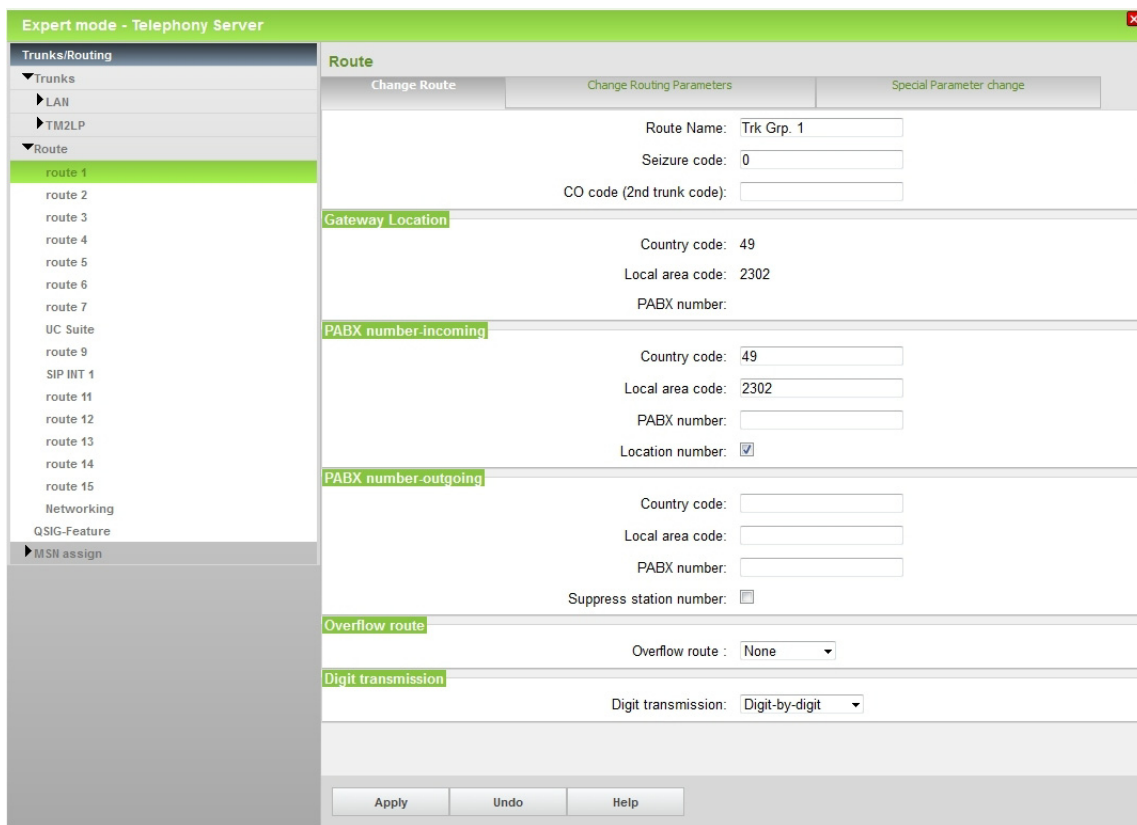 Expert mode - Telephony Server
Trunks/Routing
Trunks
LAN
TM2LP
Route
route 1
route 2
route 3
route 4
route 5
route 6
route 7
UC Suite
route 9
SIP INT 1
route 11
route 12
route 13
route 14
route 15
Networking
QSIG-Feature
MSN assign
Route
Change Route Change Routing Parameters Special Parameter change
Route Name: Trk Grp. 1
Seizure code: 0
CO code (2nd trunk code):
Gateway Location
Country code: 49
Local area code: 2302
PABX number:
PABX number-incoming
Country code: 49
Local area code: 2302
PABX number:
Location number:
PABX number-outgoing
Country code:
Local area code:
PABX number:
Suppress station number:
Overflow route
Overflow route : None
Digit transmission
Digit transmission: Digit-by-digit
Apply Undo Help